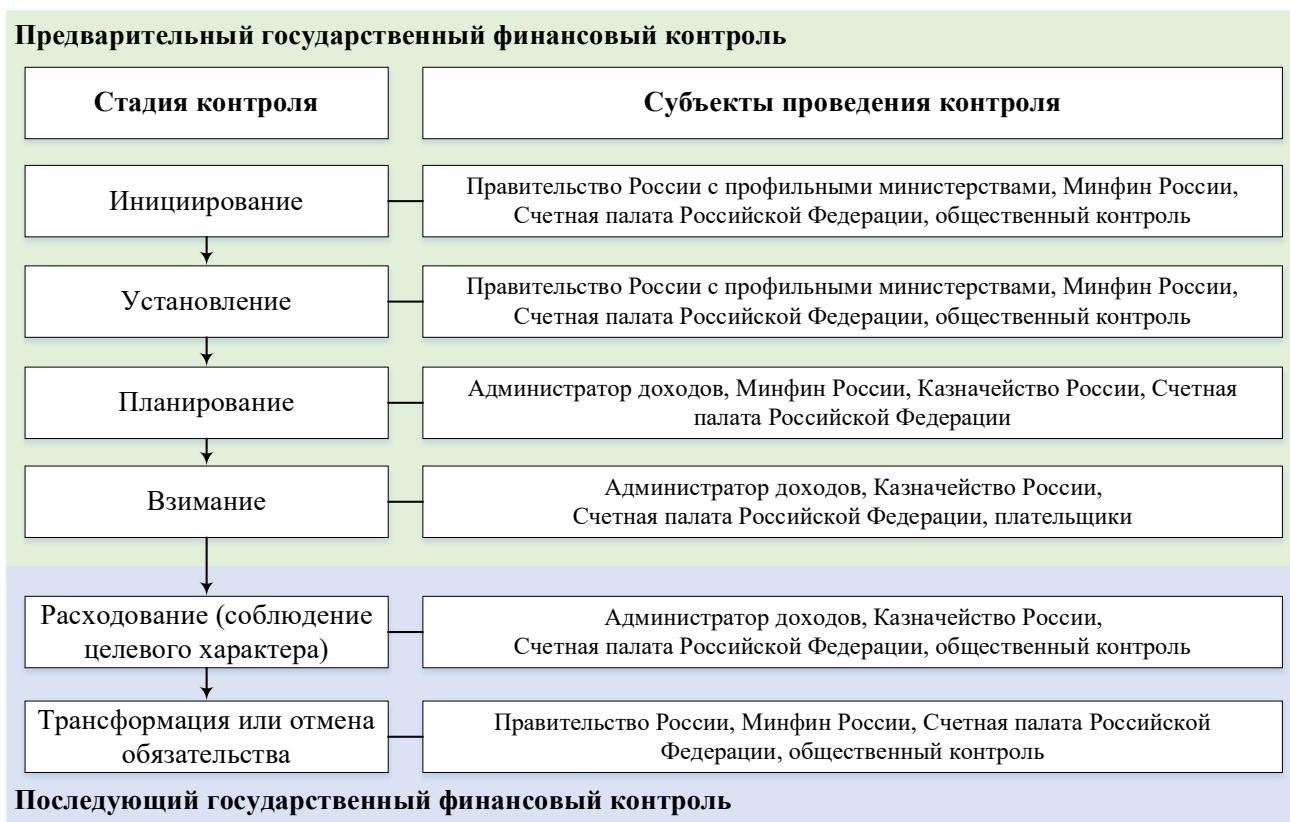 Предварительный государственный финансовый контроль
Стадия контроля
Субъекты проведения контроля
Инициирование
Правительство России с профильными министерствами, Минфин России,
Счетная палата Российской Федерации, общественный контроль
Установление
Правительство России с профильными министерствами, Минфин России,
Счетная палата Российской Федерации, общественный контроль
Планирование
Администратор доходов, Минфин России, Казначейство России, Счетная
палата Российской Федерации
Взимание
Администратор доходов, Казначейство России,
Счетная палата Российской Федерации, плательщики
Расходование (соблюдение
целевого характера)
Администратор доходов, Казначейство России,
Счетная палата Российской Федерации, общественный контроль
Трансформация или отмена
обязательства
Правительство России, Минфин России, Счетная палата Российской
Федерации, общественный контроль
Последующий государственный финансовый контроль